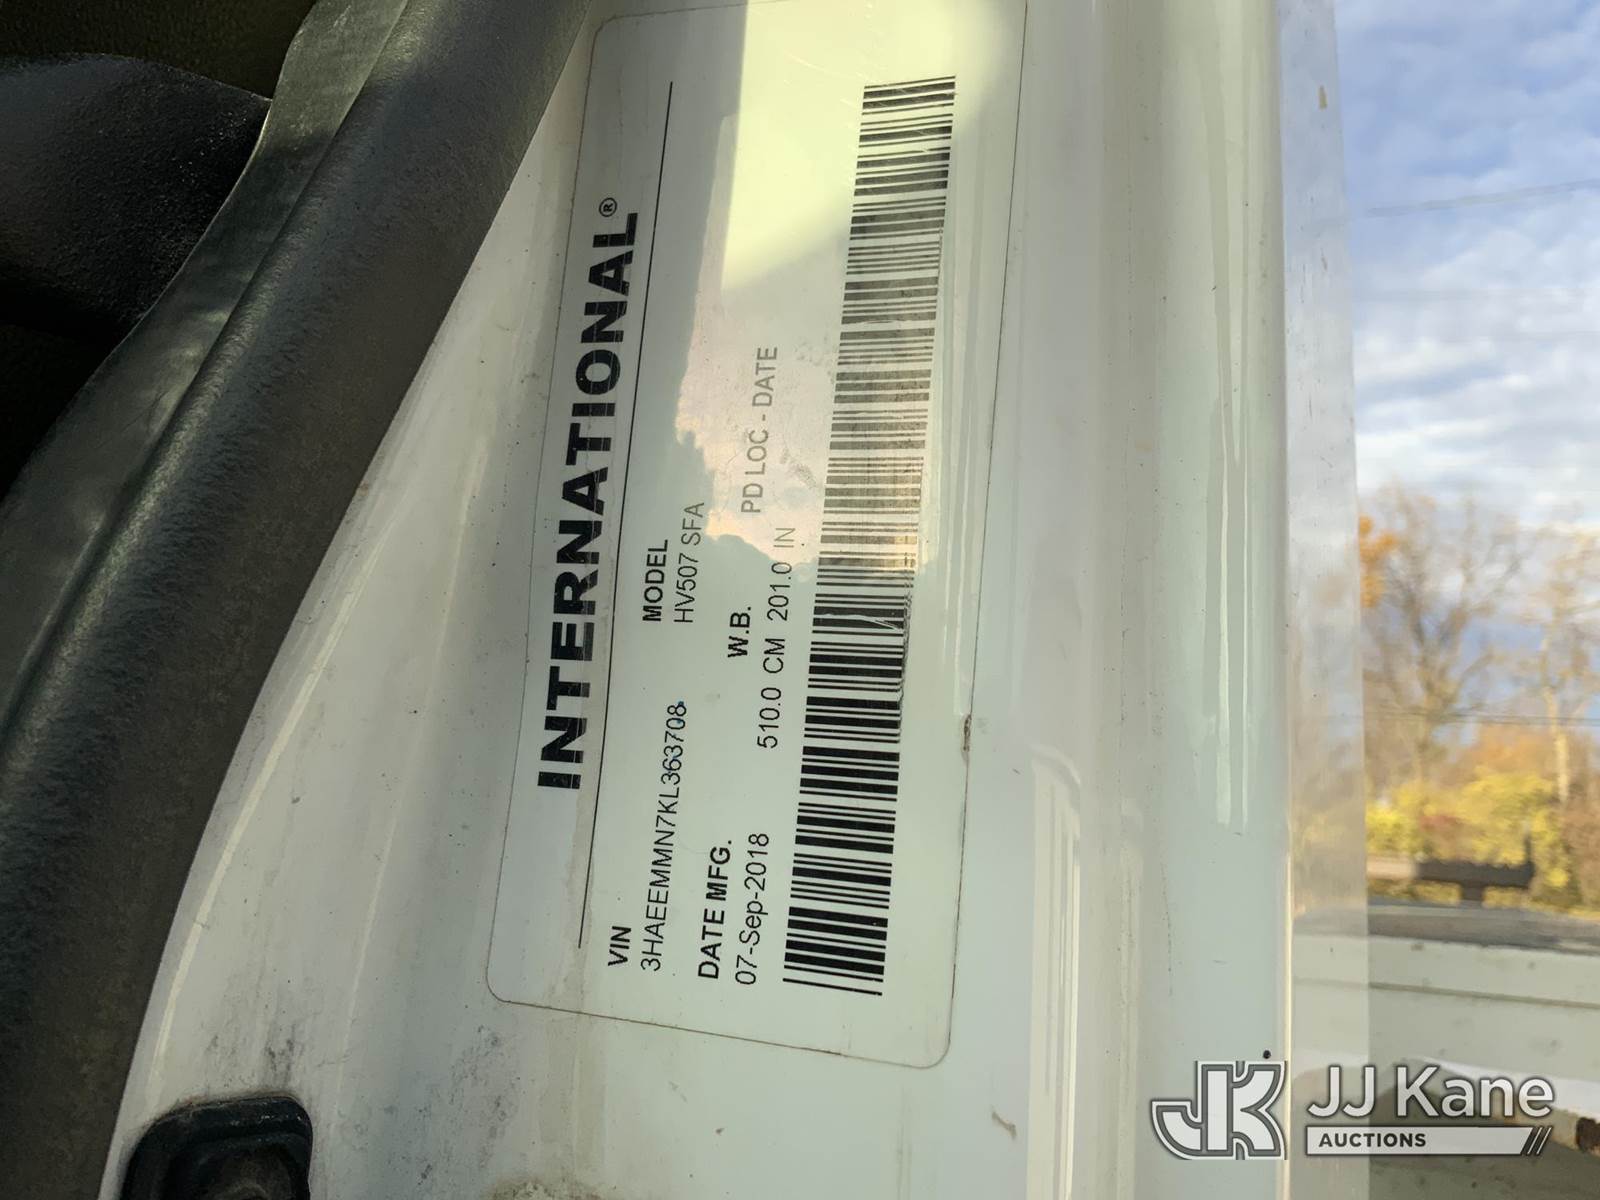 INTERNATIONAL®
VIN MODEL
3HAEEMMN7KL363708 HV507 SFA
DATE MFG. W.B. PD LOC - DATE
07-Sep-2018 510.0 CM 201.0 IN
JK JJ Kane
AUCTIONS